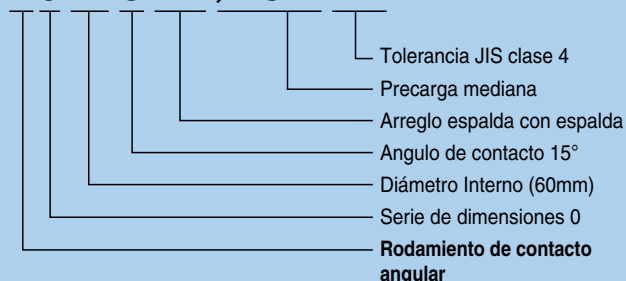 Tolerancia JIS clase 4
Precarga mediana
Arreglo espalda con espalda
Angulo de contacto 15°
Diámetro Interno (60mm)
Serie de dimensiones 0
Rodamiento de contacto
angular